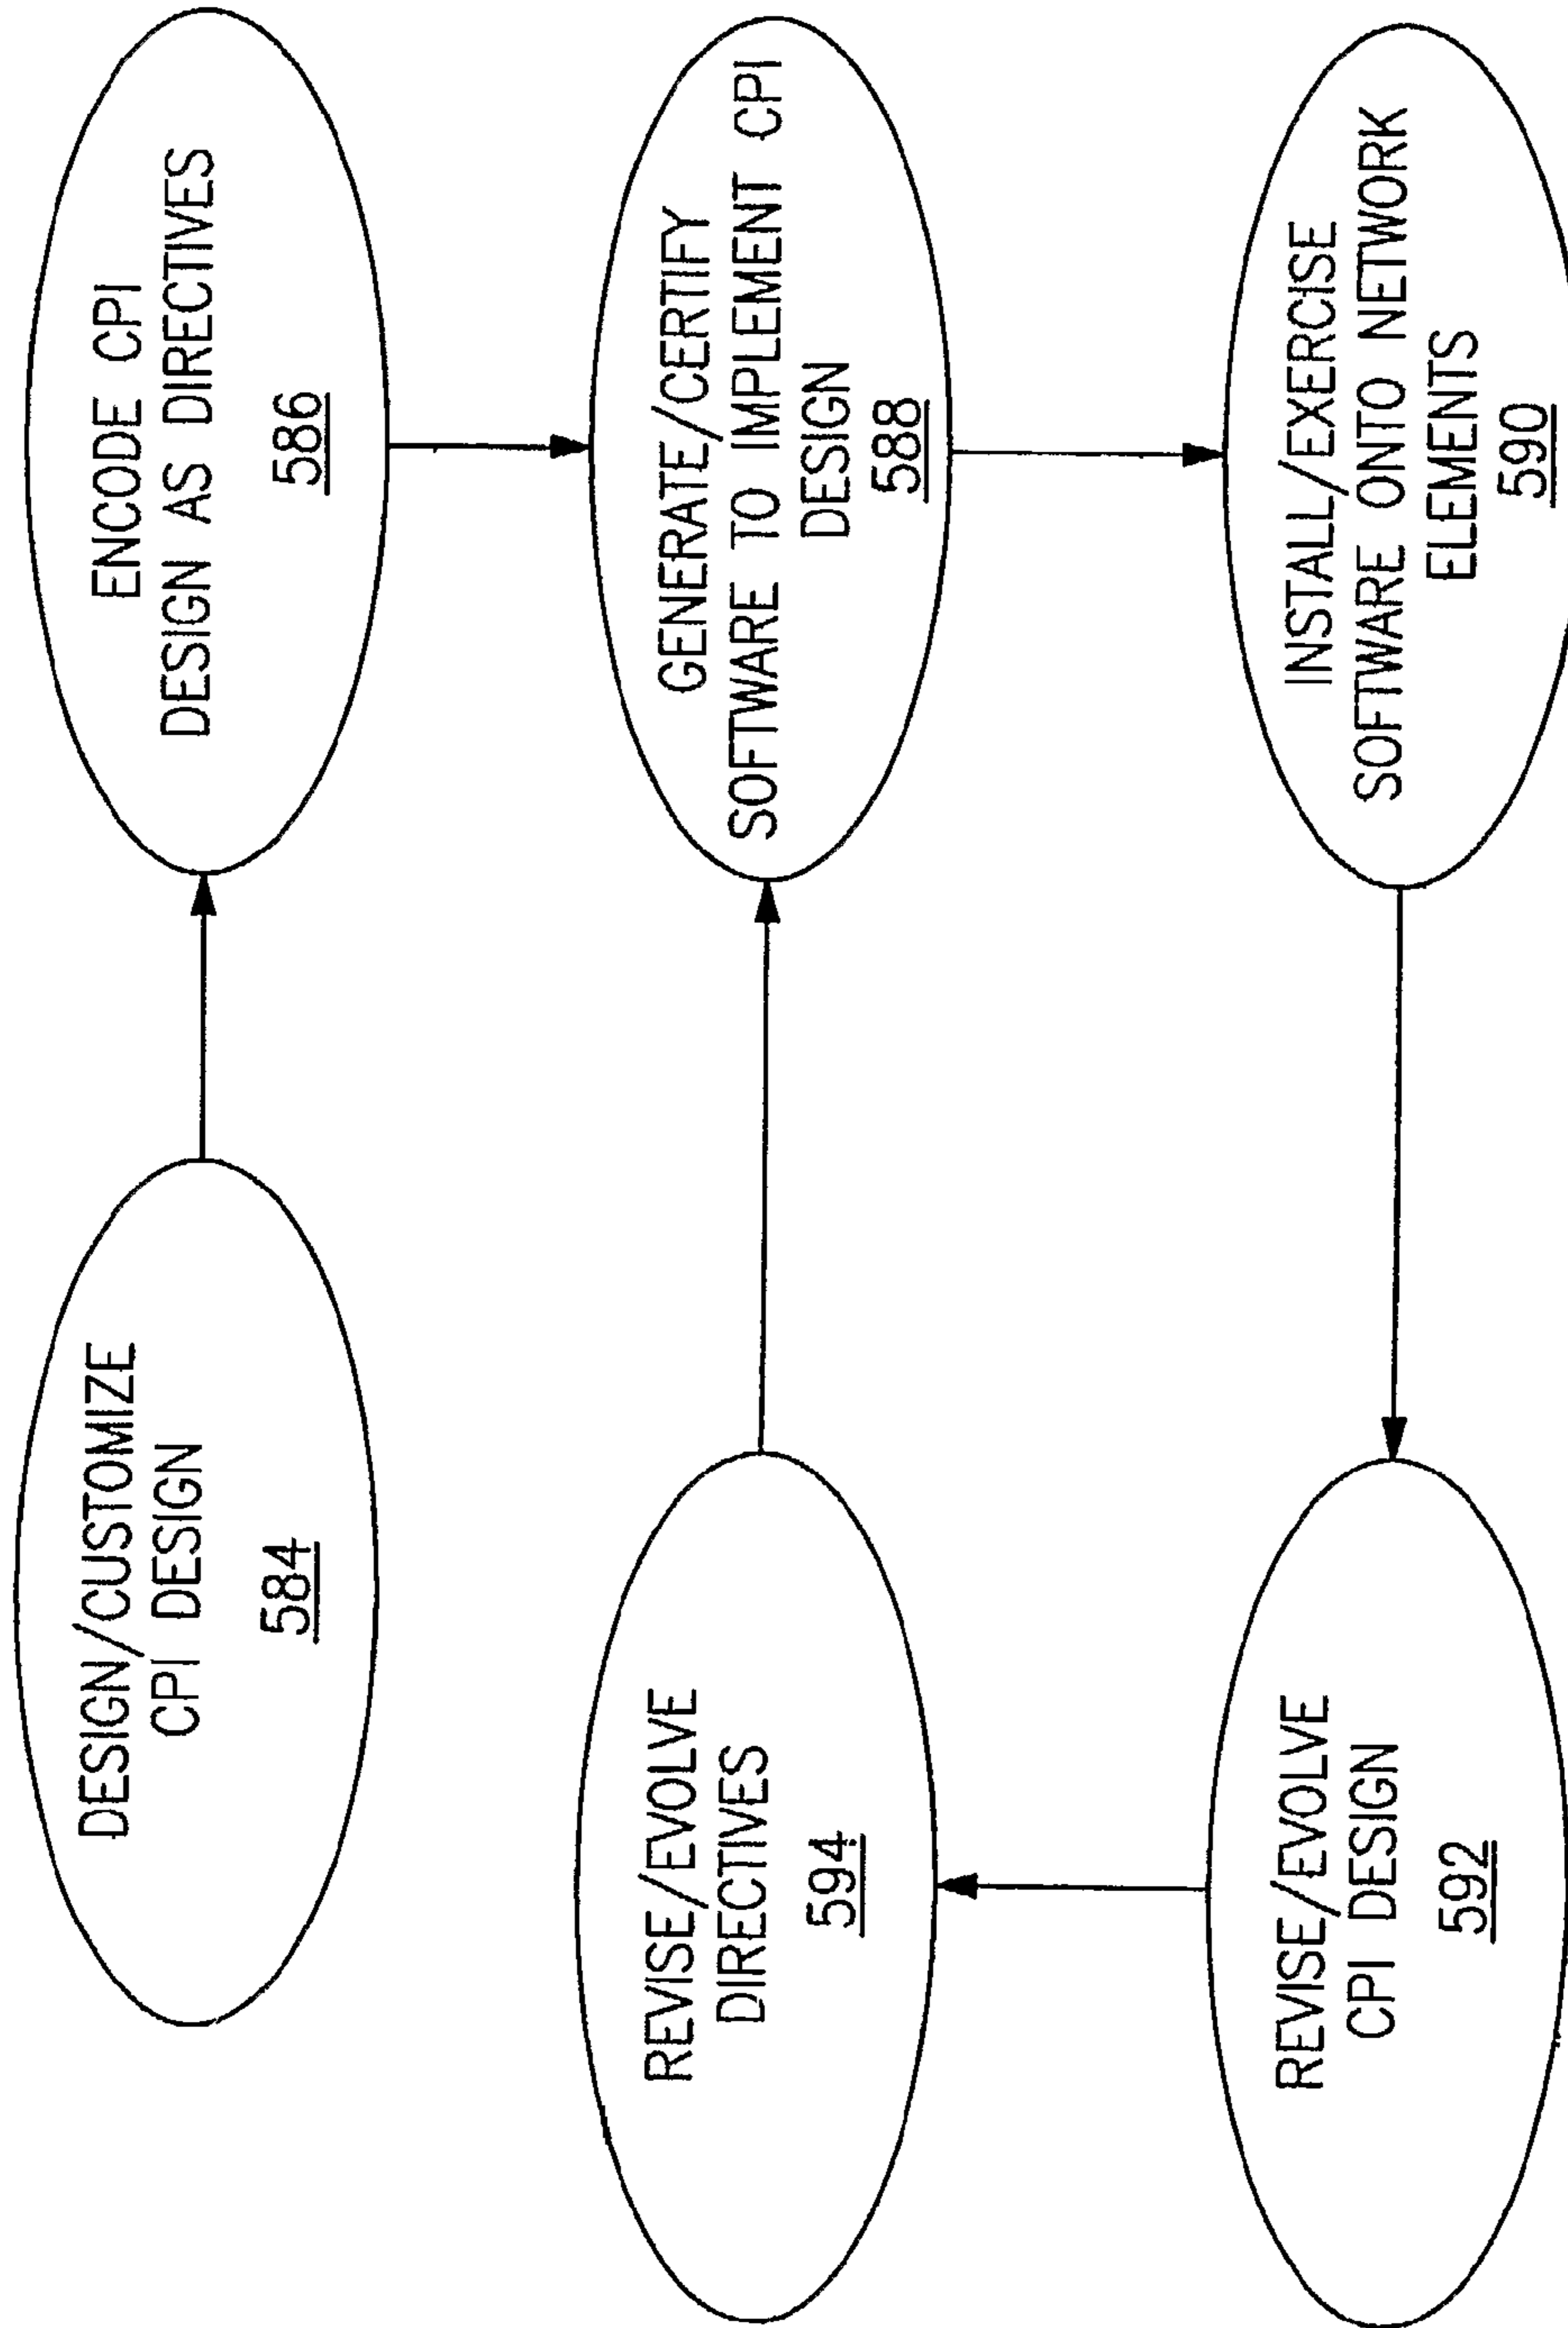 DESIGN/CUSTOMIZE
CPI DESIGN
584
ENCODE CPI
DESIGN AS DIRECTIVES
586
REVISE/EVOLVE
DIRECTIVES
594
GENERATE/CERTIFY
SOFTWARE TO IMPLEMENT CPI
DESIGN
588
REVISE/EVOLVE
CPI DESIGN
592
INSTALL/EXERCISE
SOFTWARE ONTO NETWORK
ELEMENTS
590